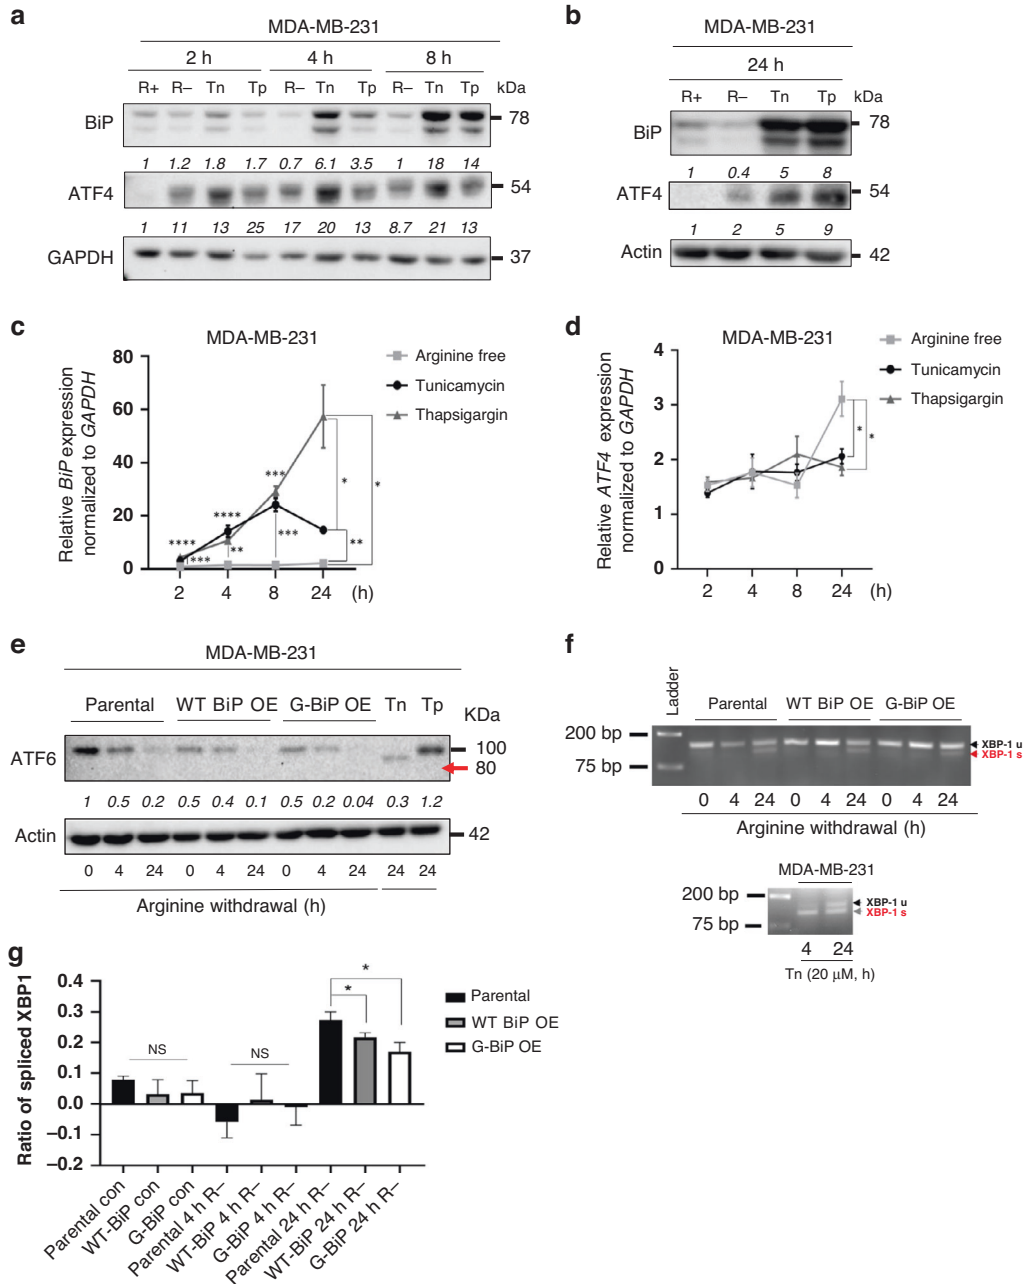 a
MDA-MB-231
2 h 4 h 8 h
R+ R– Tn Tp R– Tn Tp R– Tn Tp kDa
BiP 78
1 1.2 1.8 1.7 0.7 6.1 3.5 1 18 14
ATF4 54
1 11 13 25 17 20 13 8.7 21 13
GAPDH 37
b
MDA-MB-231
24 h
R+ R– Tn Tp kDa
BiP 78
1 0.4 5 8
ATF4 54
1 2 5 9
Actin 42
c
MDA-MB-231
Relative BiP expression
normalized to GAPDH
80
60
40
20
0
2 4 8 24 (h)
Arginine free
Tunicamycin
Thapsigargin
**** *** **** ** *** *** * ** *
d
MDA-MB-231
Relative ATF4 expression
normalized to GAPDH
4
3
2
1
0
2 4 8 24 (h)
Arginine free
Tunicamycin
Thapsigargin
* *
e
MDA-MB-231
Parental WT BiP OE G-BiP OE Tn Tp
KDa
ATF6 100
80
1 0.5 0.2 0.5 0.4 0.1 0.5 0.2 0.04 0.3 1.2
Actin 42
0 4 24 0 4 24 0 4 24 24 24
Arginine withdrawal (h)
f
Ladder
Parental WT BiP OE G-BiP OE
200 bp
75 bp
XBP-1 u
XBP-1 s
0 4 24 0 4 24 0 4 24
Arginine withdrawal (h)
MDA-MB-231
200 bp
75 bp
XBP-1 u
XBP-1 s
4 24
Tn (20 µM, h)
g
Ratio of spliced XBP1
0.4
0.3
0.2
0.1
0.0
–0.1
–0.2
NS NS * *
Parental
WT BiP OE
G-BiP OE
Parental con
WT-BiP con
G-BiP con
Parental 4 h R–
WT-BiP 4 h R–
G-BiP 4 h R–
Parental 24 h R–
WT-BiP 24 h R–
G-BiP 24 h R–